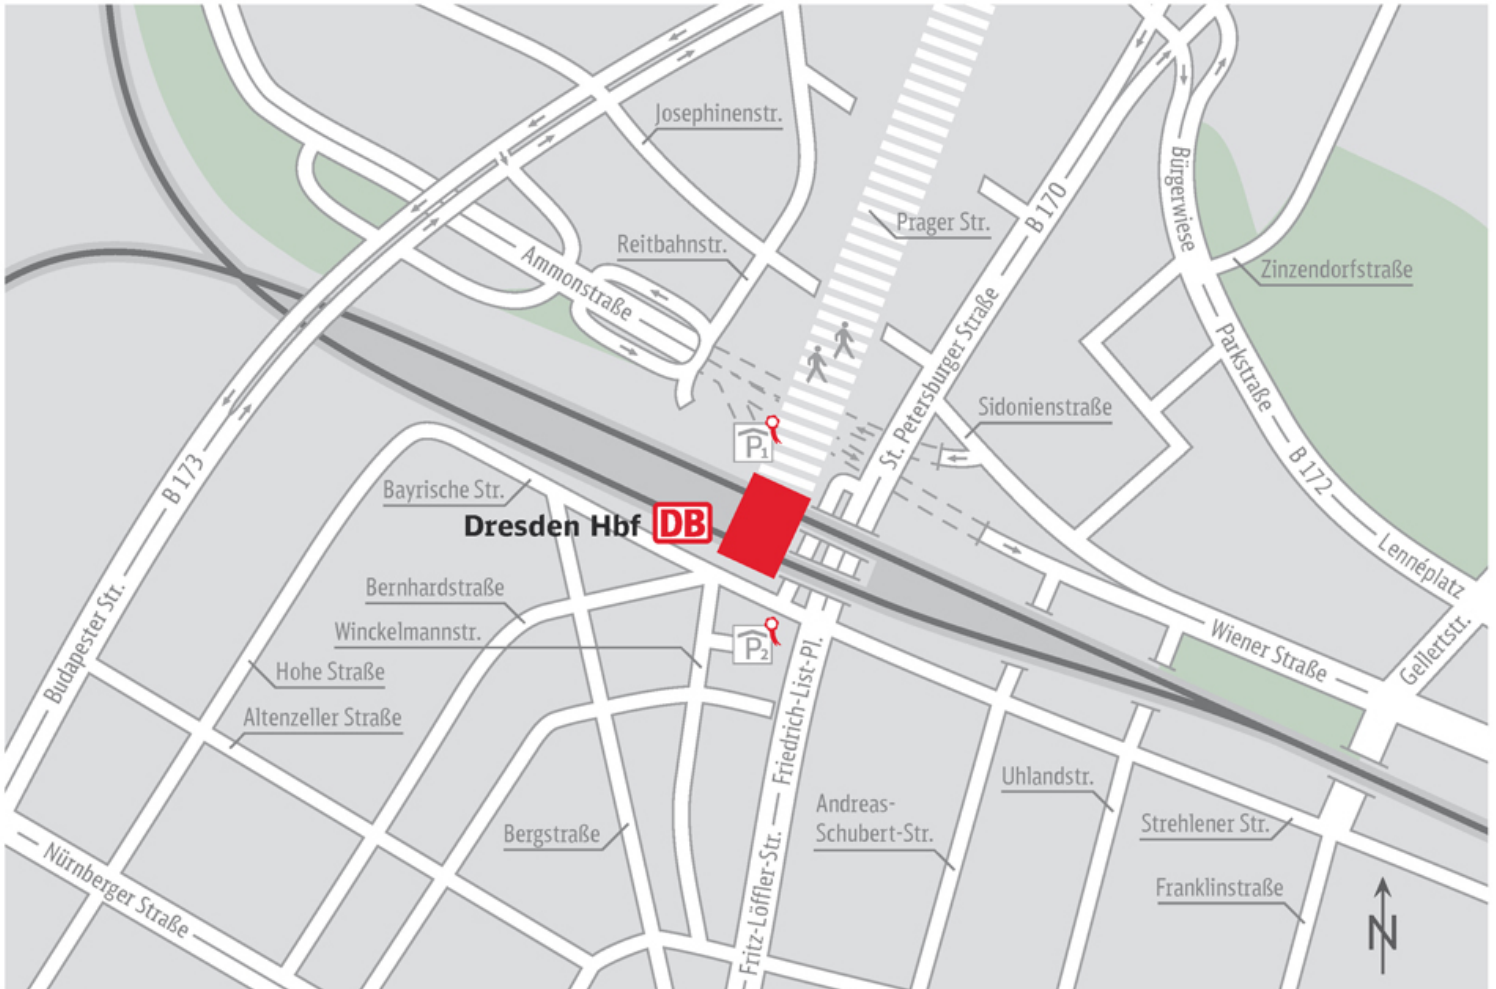 Josephinenstr.
Prager Str.
B 170
Bürgerwiese
Reitbahnstr.
Zinzendorfstraße
Ammonstraße
St. Petersburger Straße
Parkstraße
Sidonienstraße
P1
B 173
B 172
Bayrische Str.
Dresden Hbf
DB
Lennéplatz
Bernhardstraße
Winckelmannstr.
P2
Wiener Straße
Gellertstr.
Budapester Str.
Hohe Straße
Friedrich-List-Pl.
Altenzeller Straße
Uhlandstr.
Andreas-
Schubert-Str.
Strehlener Str.
Bergstraße
Nürnberger Straße
Fritz-Löffler-Str.
Franklinstraße
N